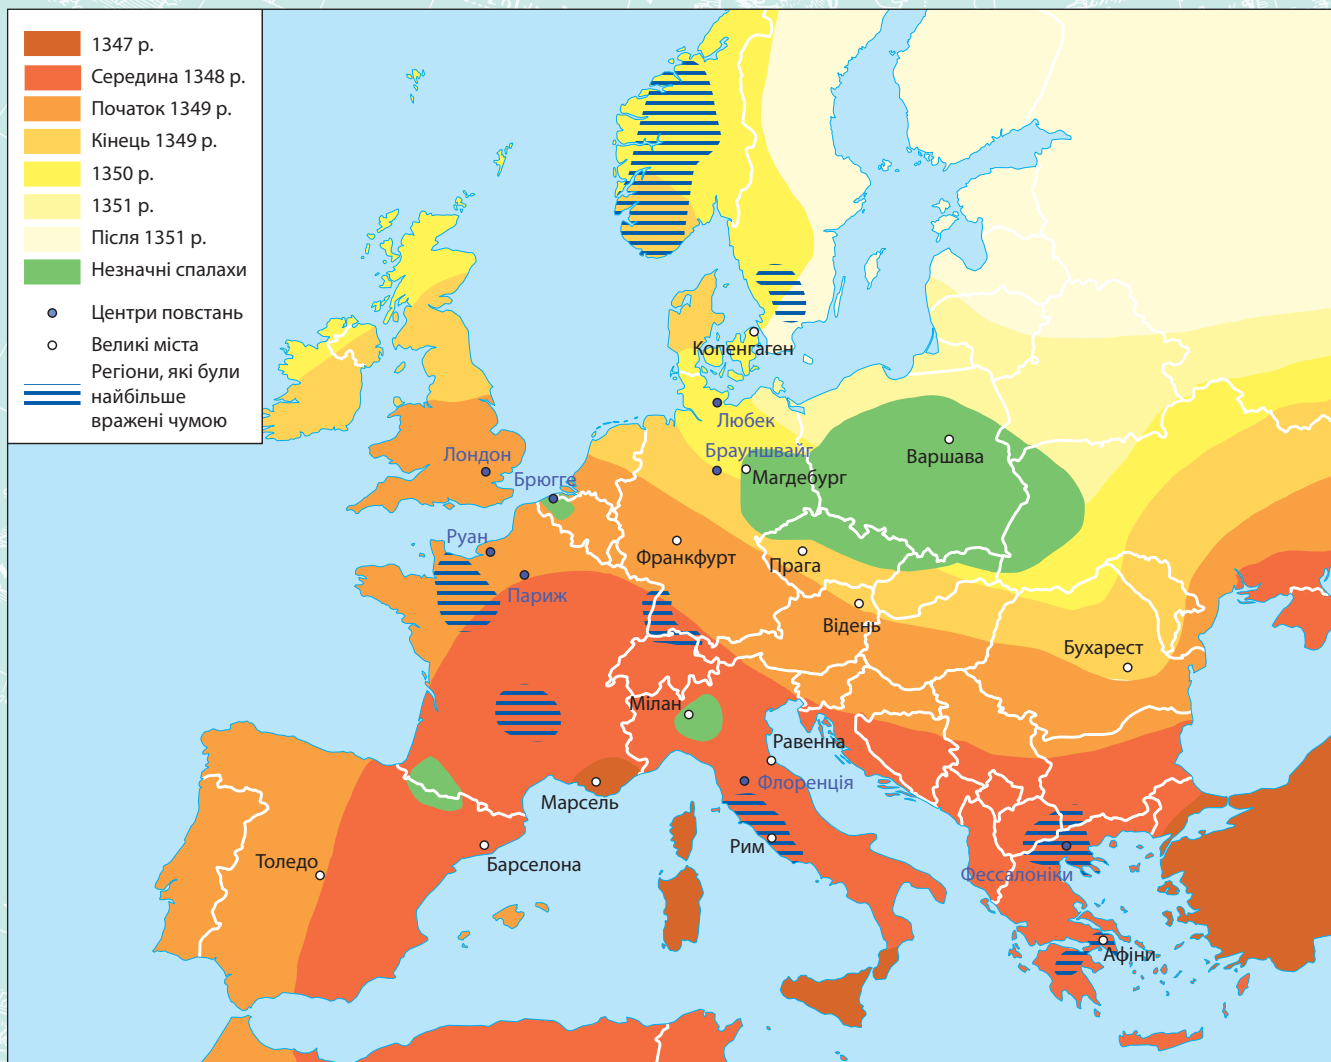 1347 р.
Середина 1348 р.
Початок 1349 р.
Кінець 1349 р.
1350 р.
1351 р.
Після 1351 р.
Незначні спалахи
Центри повстань
Великі міста
Регіони, які були
найбільше
вражені чумою
Копенгаген
Любек
Брауншвайг
Магдебург
Варшава
Лондон
Брюгге
Руан
Париж
Франкфурт
Прага
Відень
Бухарест
Мілан
Равенна
Флоренція
Марсель
Рим
Барселона
Толедо
Фессалоніки
Афіни